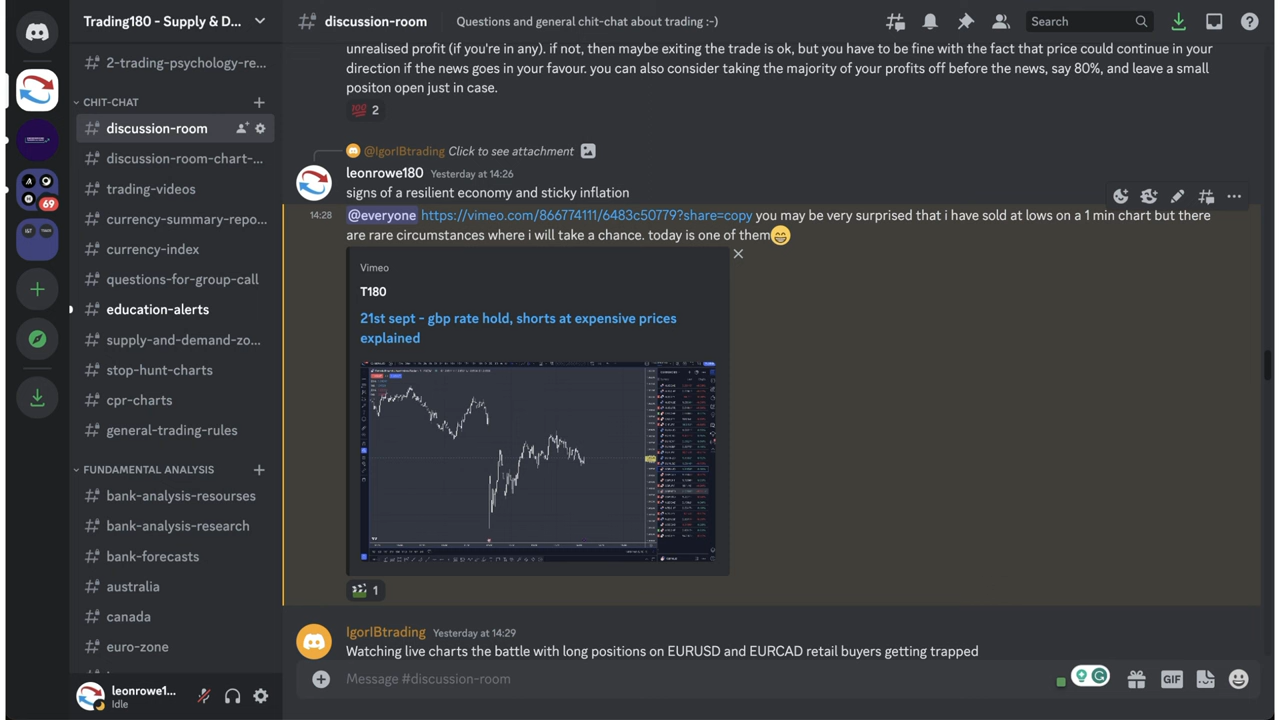 Trading180 - Supply & D...
discussion-room
Questions and general chit-chat about trading :-)
Search
2-trading-psychology-re...
CHIT-CHAT
discussion-room
discussion-room-chart-...
trading-videos
currency-summary-repo...
currency-index
questions-for-group-call
education-alerts
supply-and-demand-zo...
stop-hunt-charts
cpr-charts
general-trading-rules
FUNDAMENTAL ANALYSIS
bank-analysis-resourses
bank-analysis-research
bank-forecasts
australia
canada
euro-zone
69
leonrowe1...
Idle
unrealised profit (if you're in any). if not, then maybe exiting the trade is ok, but you have to be fine with the fact that price could continue in your
direction if the news goes in your favour. you can also consider taking the majority of your profits off before the news, say 80%, and leave a small
positon open just in case.
💯 2
@IgorIBtrading Click to see attachment
leonrowe180 Yesterday at 14:26
signs of a resilient economy and sticky inflation
14:28 @everyone https://vimeo.com/866774111/6483c50779?share=copy you may be very surprised that i have sold at lows on a 1 min chart but there
are rare circumstances where i will take a chance. today is one of them😁
Vimeo
T180
21st sept - gbp rate hold, shorts at expensive prices
explained
1
IgorIBtrading Yesterday at 14:29
Watching live charts the battle with long positions on EURUSD and EURCAD retail buyers getting trapped
Message #discussion-room
GIF